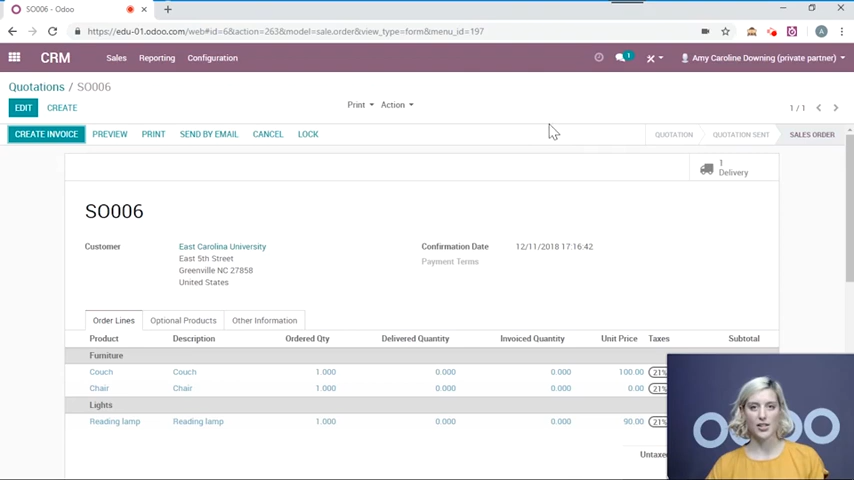 SO006 - Odoo
https://edu-01.odoo.com/web#id=6&action=263&model=sale.order&view_type=form&menu_id=197
CRM Sales Reporting Configuration 1 Amy Caroline Downing (private partner)
Quotations / SO006
EDIT CREATE Print Action 1 / 1
CREATE INVOICE PREVIEW PRINT SEND BY EMAIL CANCEL LOCK QUOTATION QUOTATION SENT SALES ORDER
1
Delivery
SO006
Customer East Carolina University Confirmation Date 12/11/2018 17:16:42
East 5th Street Payment Terms
Greenville NC 27858
United States
Order Lines Optional Products Other Information
Product Description Ordered Qty Delivered Quantity Invoiced Quantity Unit Price Taxes Subtotal
Furniture
Couch Couch 1.000 0.000 0.000 100.00 21%
Chair Chair 1.000 0.000 0.000 0.00 21%
Lights
Reading lamp Reading lamp 1.000 0.000 0.000 90.00 21%
odoo
Untaxe